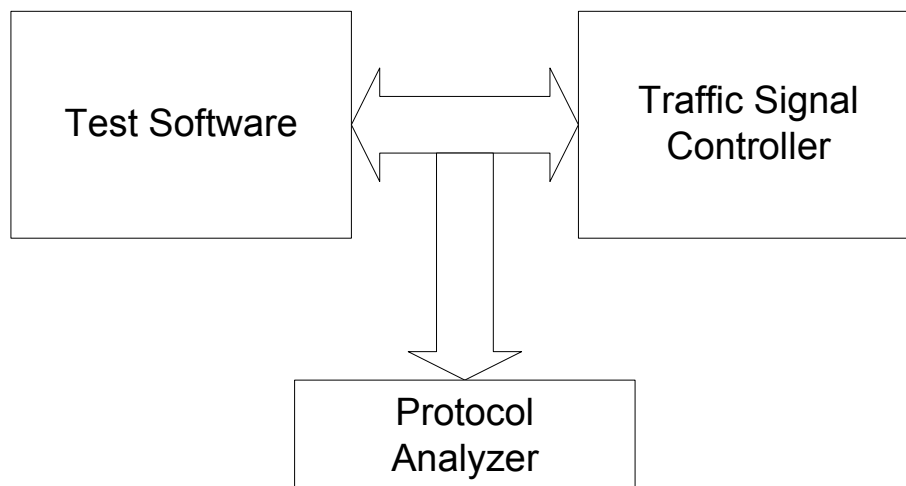 Test Software
Traffic Signal
Controller
Protocol
Analyzer